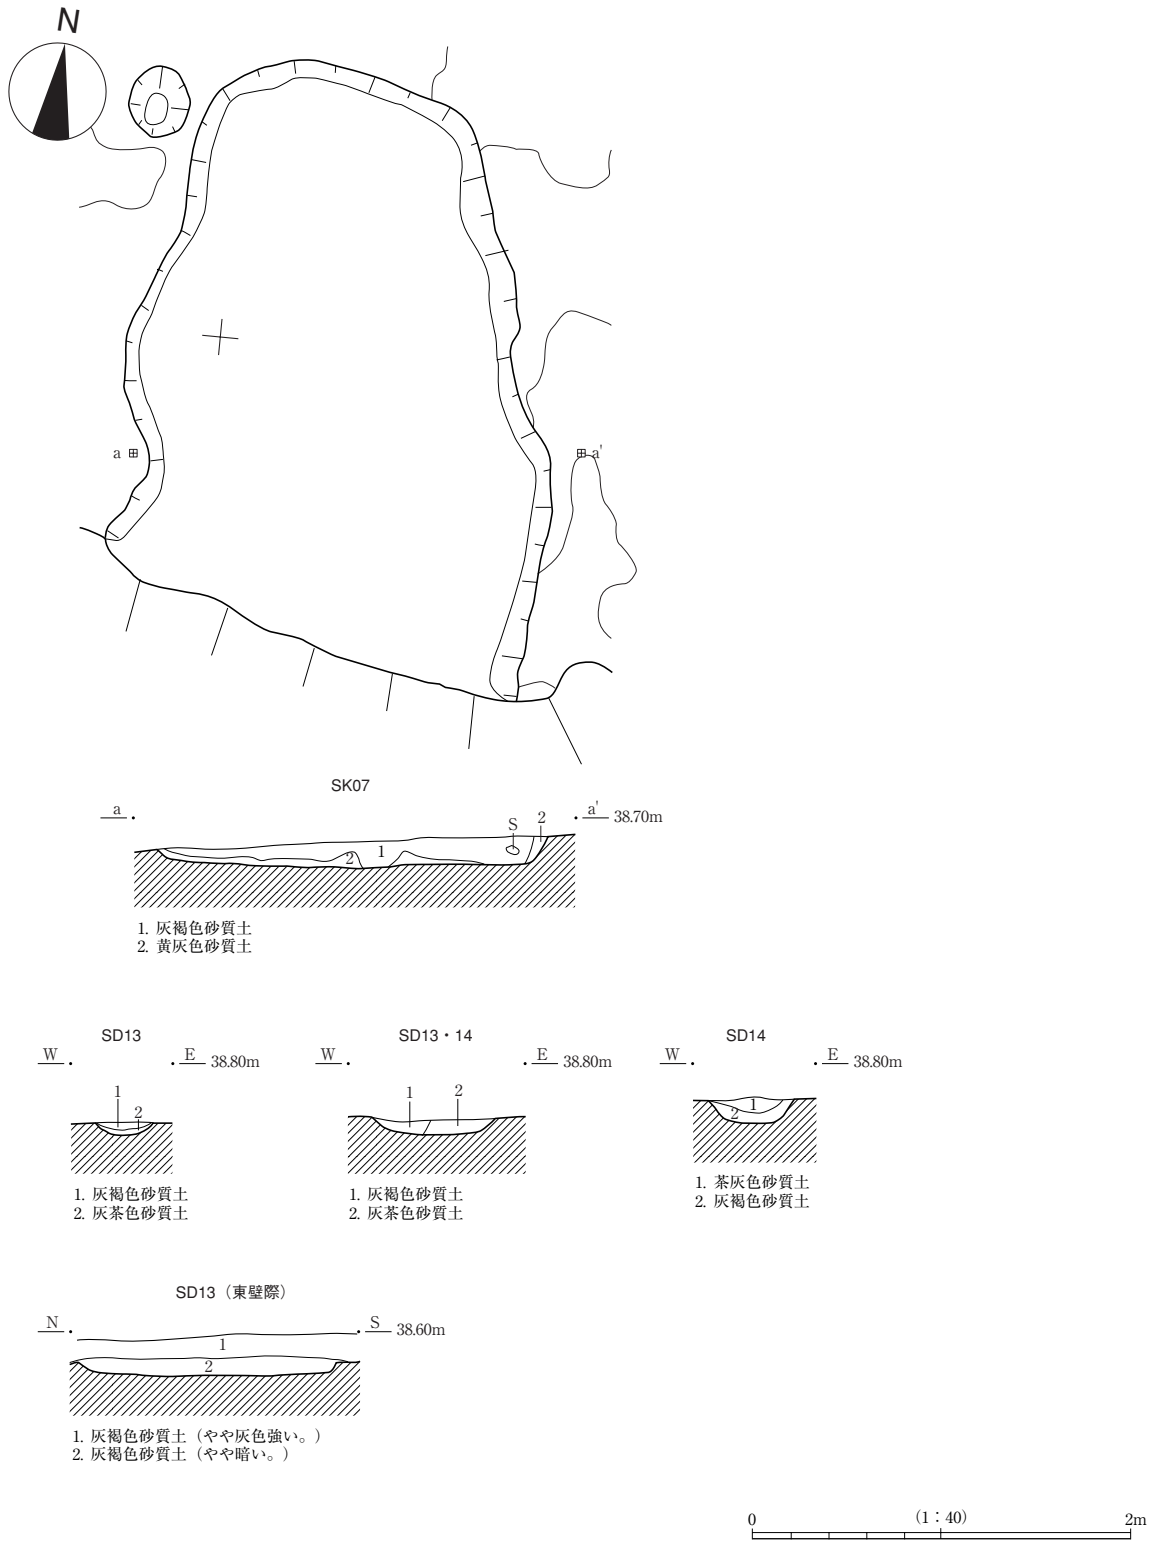 N
a a'
SK07
a a' 38.70m
S 2
2 1
1. 灰褐色砂質土
2. 黄灰色砂質土
SD13
W E 38.80m
1 2
1. 灰褐色砂質土
2. 灰茶色砂質土
SD13・14
W E 38.80m
1 2
1. 灰褐色砂質土
2. 灰茶色砂質土
SD14
W E 38.80m
1
2
1. 茶灰色砂質土
2. 灰褐色砂質土
SD13（東壁際）
N S 38.60m
1
2
1. 灰褐色砂質土（やや灰色強い。）
2. 灰褐色砂質土（やや暗い。）
0 (1：40) 2m